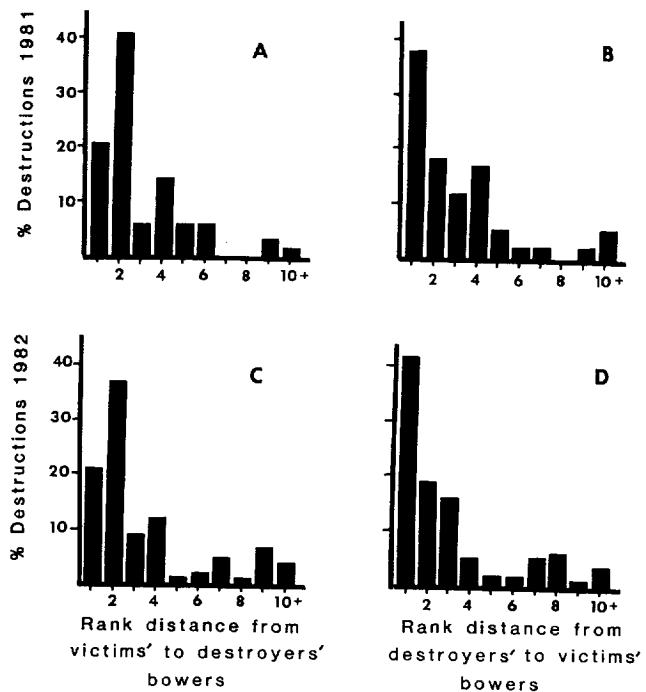 % Destructions 1981
40
30
20
10
A
2 4 6 8 10+
B
2 4 6 8 10+
% Destructions 1982
40
30
20
10
C
2 4 6 8 10+
Rank distance from
victims' to destroyers'
bowers
D
2 4 6 8 10+
Rank distance from
destroyers' to victims'
bowers